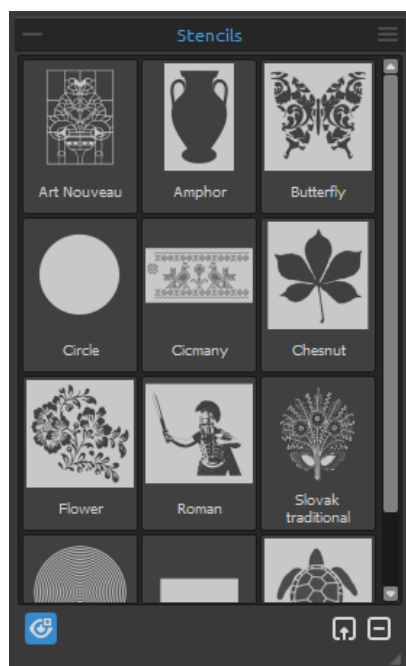 Stencils
Art Nouveau
Amphor
Butterfly
Circle
Cicmany
Chesnut
Flower
Roman
Slovak
traditional